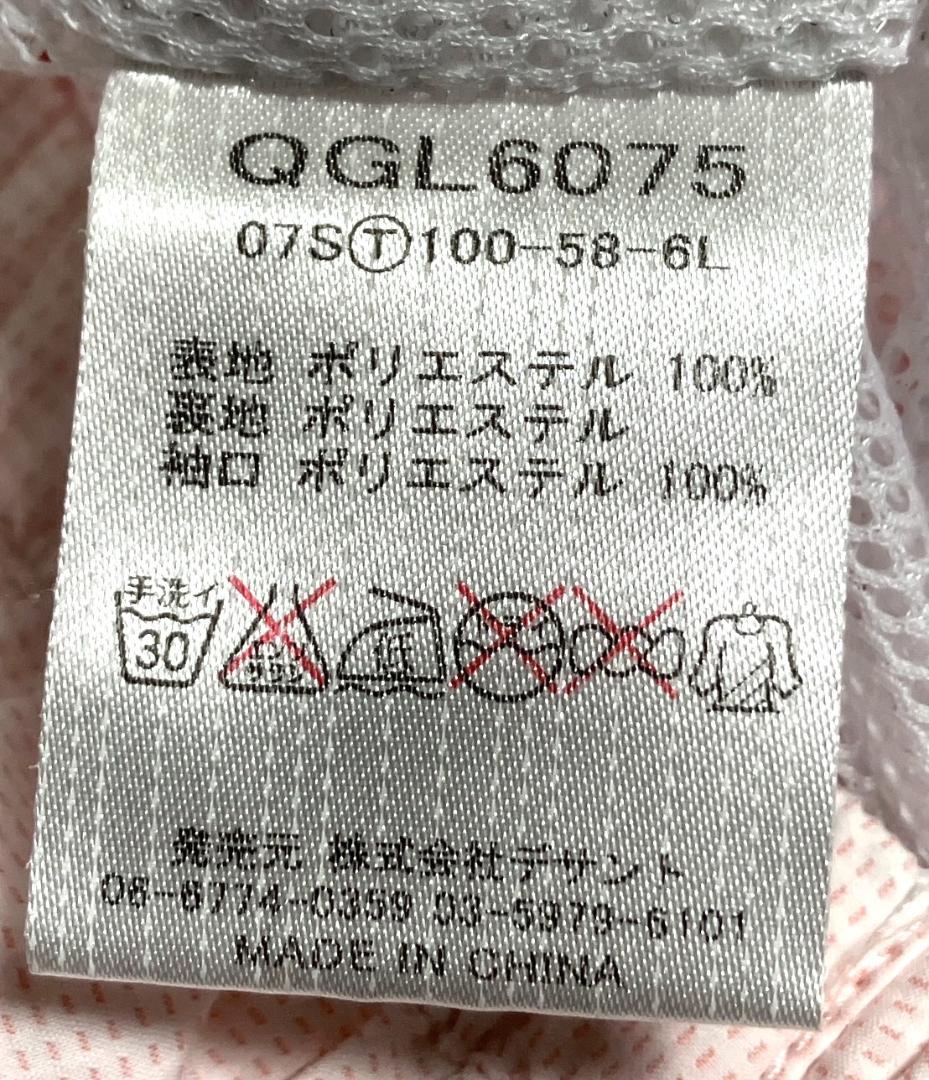 QGL6075
07SⓉ100-58-6L
表地 ポリエステル 100%
裏地 ポリエステル
袖口 ポリエステル 100%
手洗イ
30
低
発売元 株式会社デサント
06-6774-0359 03-5979-6101
MADE IN CHINA